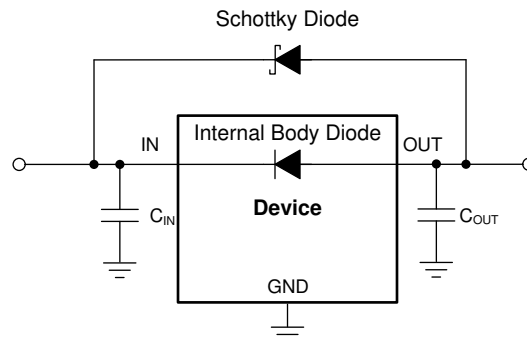 Schottky Diode
IN
Internal Body Diode
OUT
Device
CIN
COUT
GND